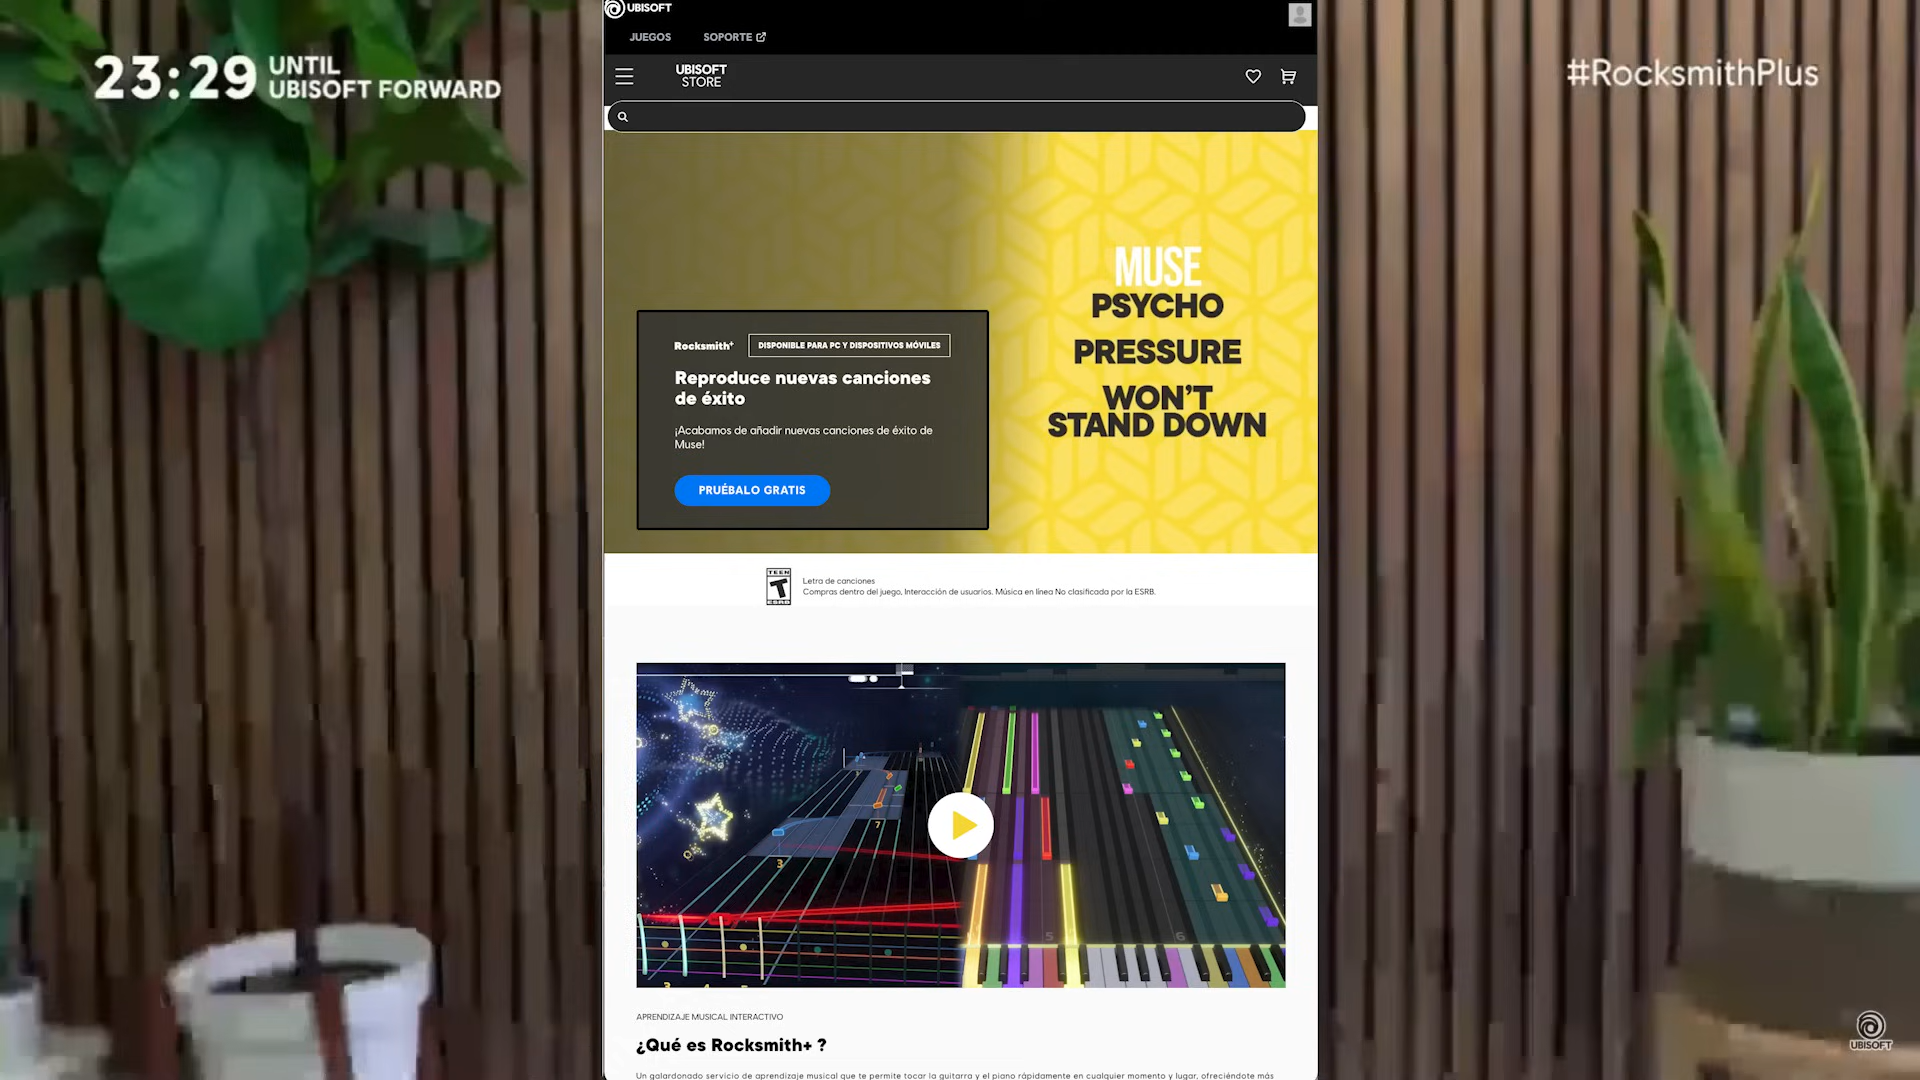 23:29 UNTIL
UBISOFT FORWARD
#RocksmithPlus
UBISOFT
JUEGOS
SOPORTE
UBISOFT
STORE
MUSE
PSYCHO
PRESSURE
WON'T
STAND DOWN
Rocksmith+
DISPONIBLE PARA PC Y DISPOSITIVOS MÓVILES
Reproduce nuevas canciones
de éxito
¡Acabamos de añadir nuevas canciones de éxito de
Muse!
PRUÉBALO GRATIS
TEEN
T
ESRB
Letra de canciones
Compras dentro del juego, Interacción de usuarios. Música en línea No clasificada por la ESRB.
7
3
5
6
APRENDIZAJE MUSICAL INTERACTIVO
¿Qué es Rocksmith+ ?
Un galardonado servicio de aprendizaje musical que te permite tocar la guitarra y el piano rápidamente en cualquier momento y lugar, ofreciéndote más
UBISOFT